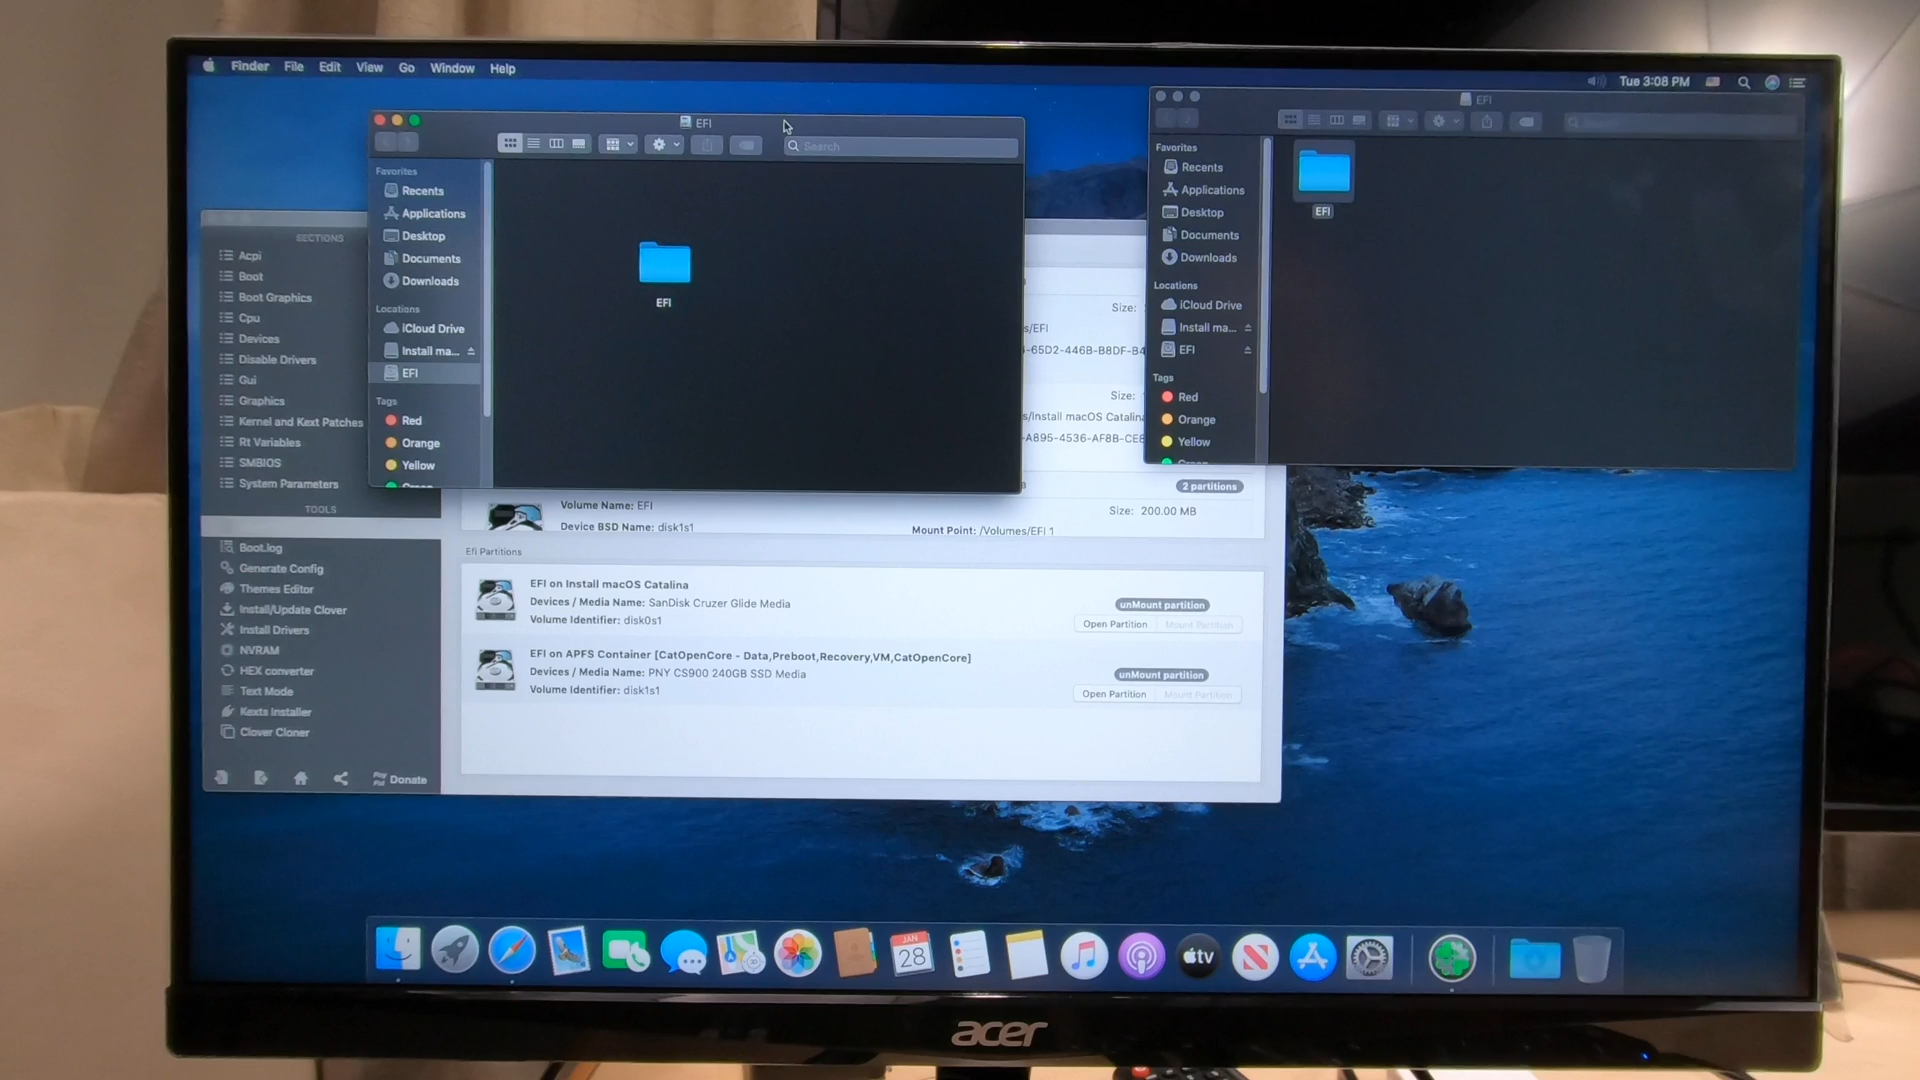 Finder File Edit View Go Window Help
Tue 3:08 PM
EFI
Search
Favorites
Recents
Applications
Desktop
Documents
Downloads
Locations
iCloud Drive
Install ma...
EFI
Tags
Red
Orange
Yellow
EFI
EFI
Favorites
Recents
Applications
Desktop
Documents
Downloads
Locations
iCloud Drive
Install ma...
EFI
Tags
Red
Orange
Yellow
EFI
SECTIONS
Acpi
Boot
Boot Graphics
Cpu
Devices
Disable Drivers
Gui
Graphics
Kernel and Kext Patches
Rt Variables
SMBIOS
System Parameters
TOOLS
Boot.log
Generate Config
Themes Editor
Install/Update Clover
Install Drivers
NVRAM
HEX converter
Text Mode
Kexts Installer
Clover Cloner
Donate
Size:
s/EFI
-65D2-446B-B8DF-B4
Size:
s/Install macOS Catalina
-A895-4536-AF8B-CE8
2 partitions
Volume Name: EFI
Size: 200.00 MB
Device BSD Name: disk1s1
Mount Point: /Volumes/EFI 1
Efi Partitions
EFI on Install macOS Catalina
Devices / Media Name: SanDisk Cruzer Glide Media
Volume Identifier: disk0s1
unMount partition
Open Partition Mount Partition
EFI on APFS Container [CatOpenCore - Data,Preboot,Recovery,VM,CatOpenCore]
Devices / Media Name: PNY CS900 240GB SSD Media
Volume Identifier: disk1s1
unMount partition
Open Partition Mount Partition
JAN
28
tv
acer